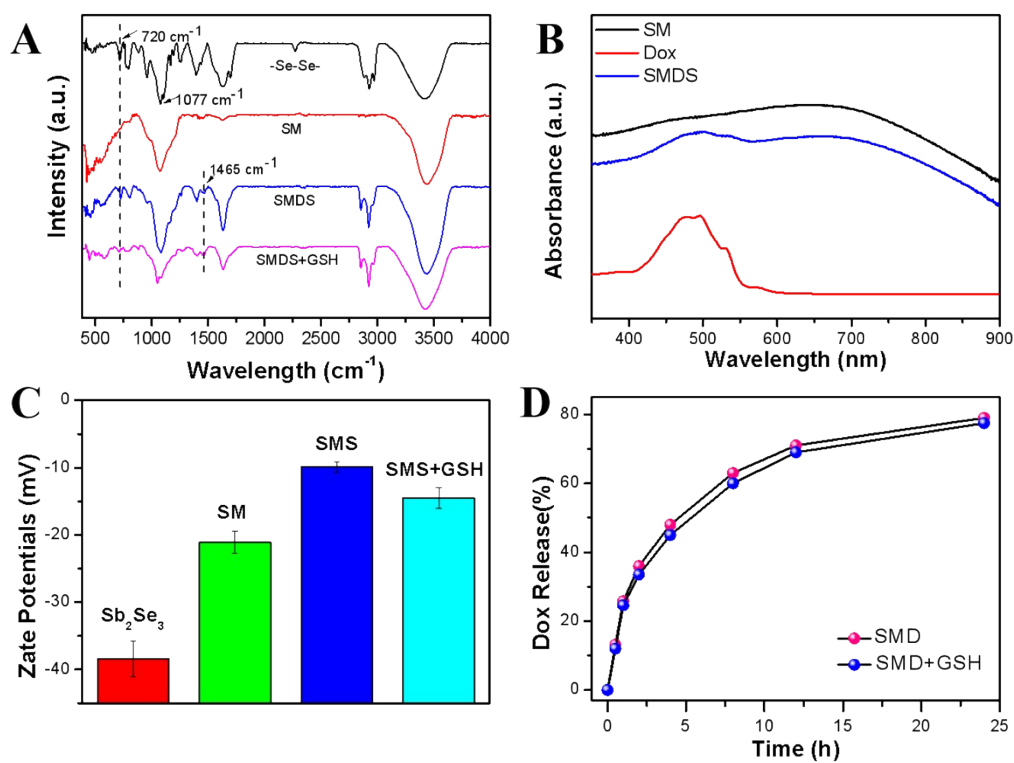 A
720 cm-1
-Se-Se-
1077 cm-1
SM
1465 cm-1
SMDS
SMDS+GSH
Intensity (a.u.)
500 1000 1500 2000 2500 3000 3500 4000
Wavelength (cm-1)
B
SM
Dox
SMDS
Absorbance (a.u.)
400 500 600 700 800 900
Wavelength (nm)
C
0
-10
-20
-30
-40
Zate Potentials (mV)
Sb2Se3
SM
SMS
SMS+GSH
D
80
60
40
20
0
Dox Release(%)
SMD
SMD+GSH
0 5 10 15 20 25
Time (h)